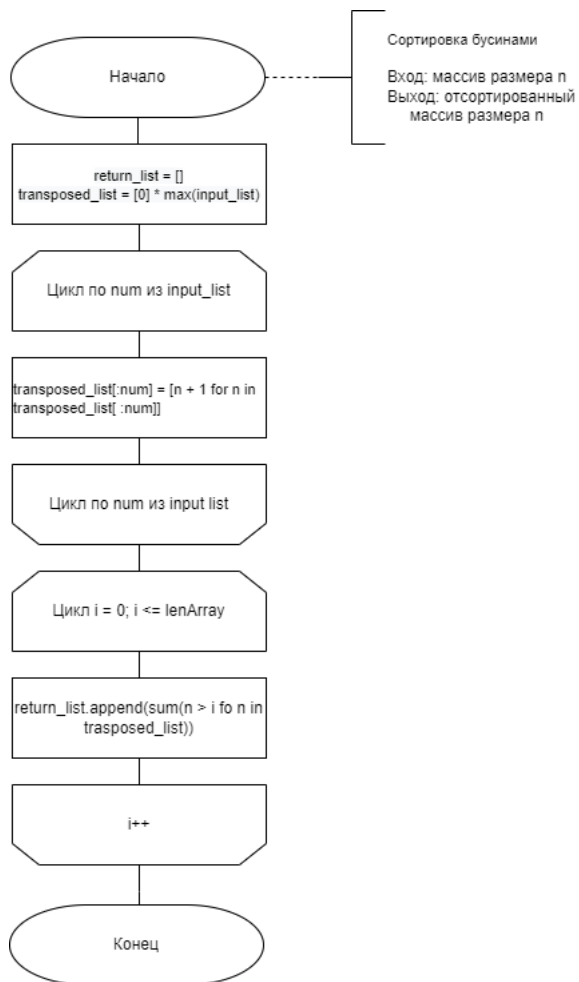 Сортировка бусинами
Начало
Вход: массив размера n
Выход: отсортированный
массив размера n
return_list = []
transposed_list = [0] * max(input_list)
Цикл по num из input_list
transposed_list[:num] = [n + 1 for n in
transposed_list[ :num]]
Цикл по num из input list
Цикл i = 0; i <= lenArray
return_list.append(sum(n > i fo n in
trasposed_list))
i++
Конец